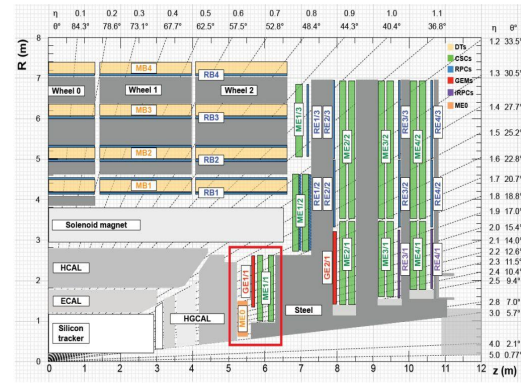 η 0.1 0.2 0.3 0.4 0.5 0.6 0.7 0.8 0.9 1.0 1.1 η θ°
θ° 84.3° 78.6° 73.1° 67.7° 62.5° 57.5° 52.8° 48.4° 44.3° 40.4° 36.8°
R (m)
8
7
6
5
4
3
2
1
0
1.2 33.5°
1.3 30.5°
1.4 27.7°
1.5 25.2°
1.6 22.8°
1.7 20.7°
1.8 18.8°
1.9 17.0°
2.0 15.4°
2.1 14.0°
2.2 12.6°
2.3 11.5°
2.4 10.4°
2.5 9.4°
2.8 7.0°
3.0 5.7°
4.0 2.1°
5.0 0.77°
DTs
CSCs
RPCs
GEMs
iRPCs
ME0
MB4
RB4
Wheel 0
Wheel 1
Wheel 2
MB3
RB3
MB2
RB2
MB1
RB1
Solenoid magnet
HCAL
ECAL
Silicon
tracker
HGCAL
Steel
ME0
GE1/1
ME1/1
ME1/2
ME1/3
RE1/3
RE1/2
RE2/3
RE2/2
GE2/1
ME2/2
ME2/1
ME3/2
ME3/1
RE3/3
RE3/2
RE3/1
ME4/2
ME4/1
RE4/3
RE4/2
RE4/1
0 1 2 3 4 5 6 7 8 9 10 11 12 z (m)